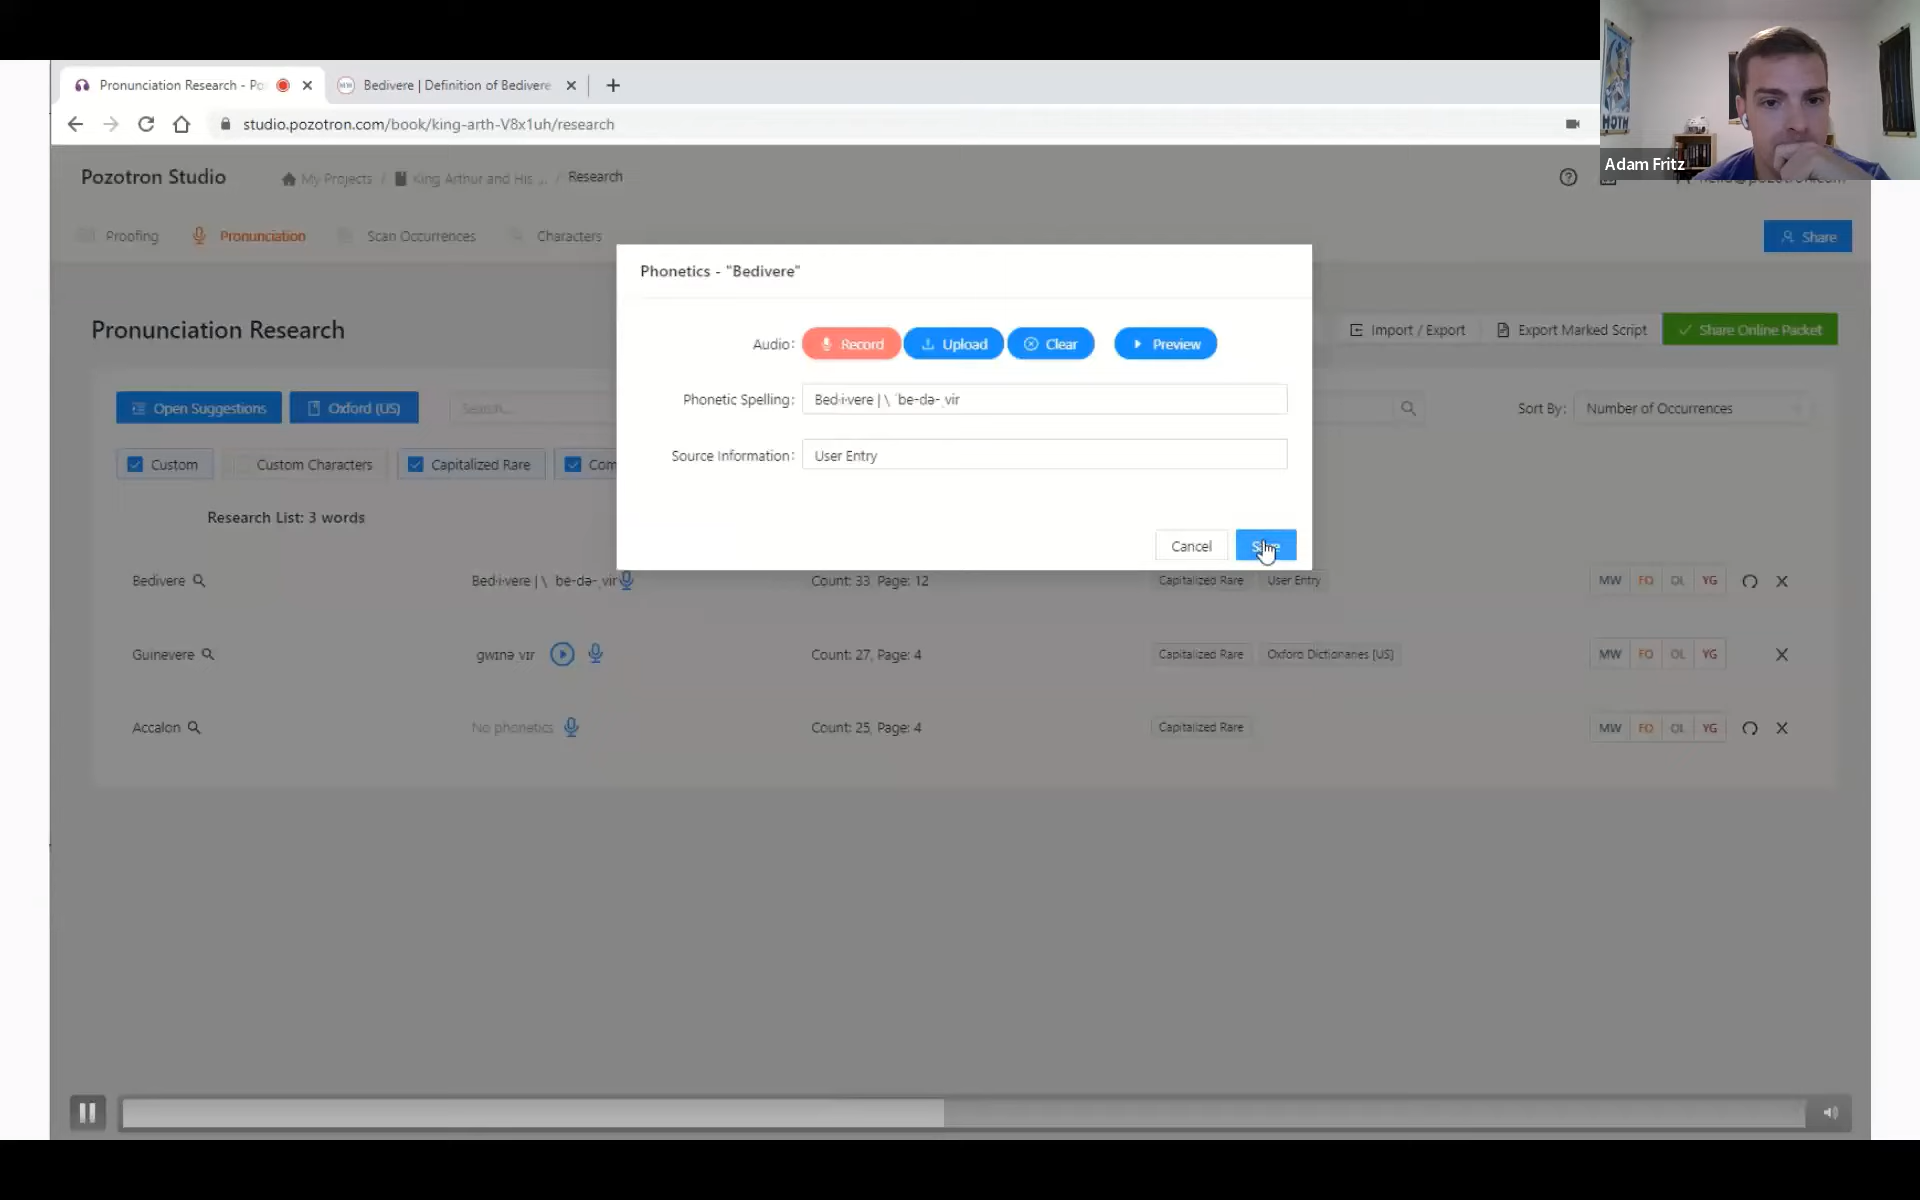 Pronunciation Research - Po
Bedivere | Definition of Bedivere
studio.pozotron.com/book/king-arth-V8x1uh/research
Adam Fritz
Pozotron Studio
My Projects / King Arthur and His ... / Research
Proofing Pronunciation Scan Occurrences Characters
Share
Phonetics - "Bedivere"
Pronunciation Research
Import / Export Export Marked Script Share Online Packet
Audio: Record Upload Clear Preview
Open Suggestions Oxford (US) Search... Sort By: Number of Occurrences
Phonetic Spelling: Bed·i·vere | \ ˈbe-də-ˌvir
Source Information: User Entry
Custom Custom Characters Capitalized Rare Com
Research List: 3 words
Cancel Save
Bedivere Bed·i·vere | \ ˈbe-də-ˌvir Count: 33, Page: 12 Capitalized Rare User Entry MW FO OL YG
Guinevere ɡwɪnəˌvɪr Count: 27, Page: 4 Capitalized Rare Oxford Dictionaries [US] MW FO OL YG
Accalon No phonetics Count: 25, Page: 4 Capitalized Rare MW FO OL YG